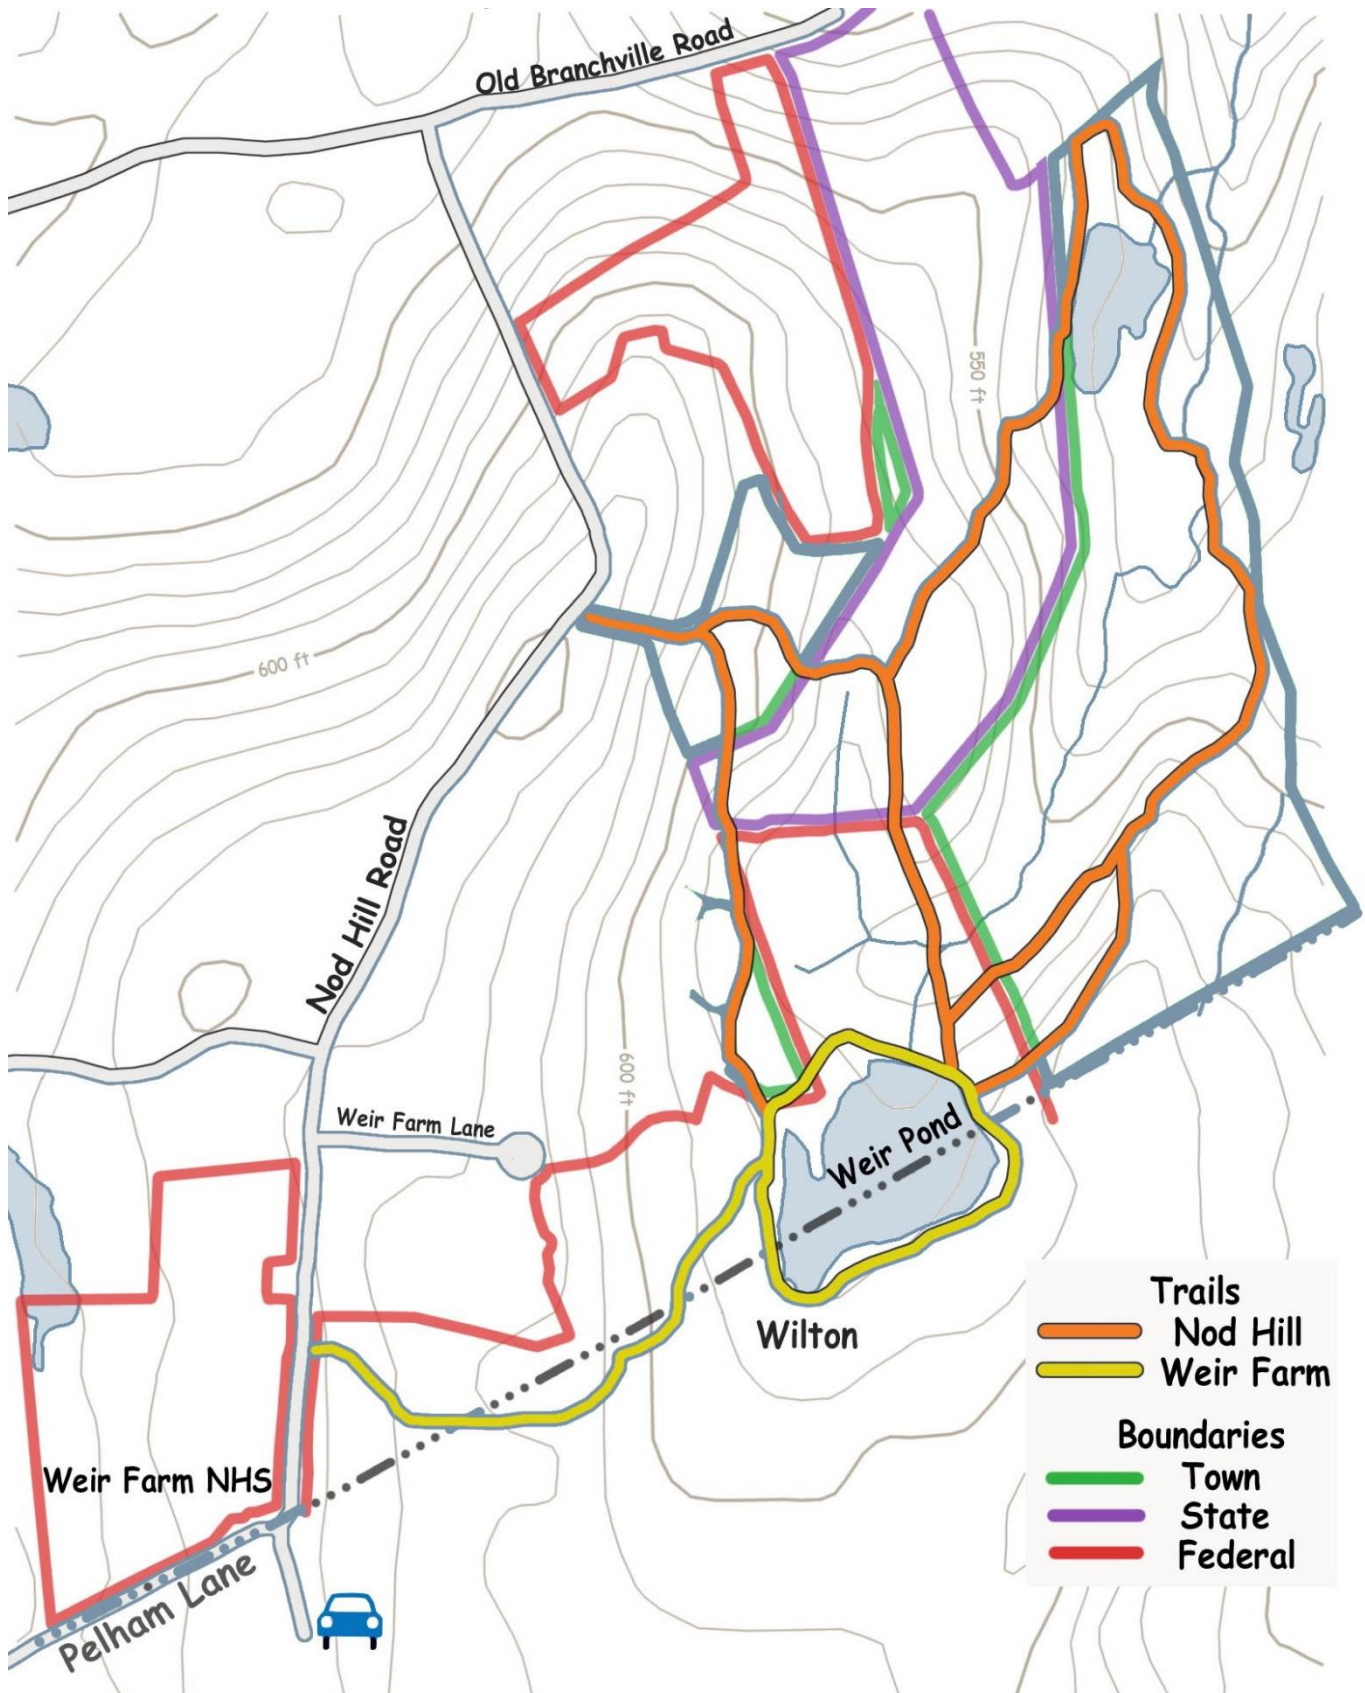 Old Branchville Road
550 ft
600 ft
Nod Hill Road
600 ft
Weir Farm Lane
Weir Pond
Wilton
Weir Farm NHS
Pelham Lane
Trails
Nod Hill
Weir Farm
Boundaries
Town
State
Federal